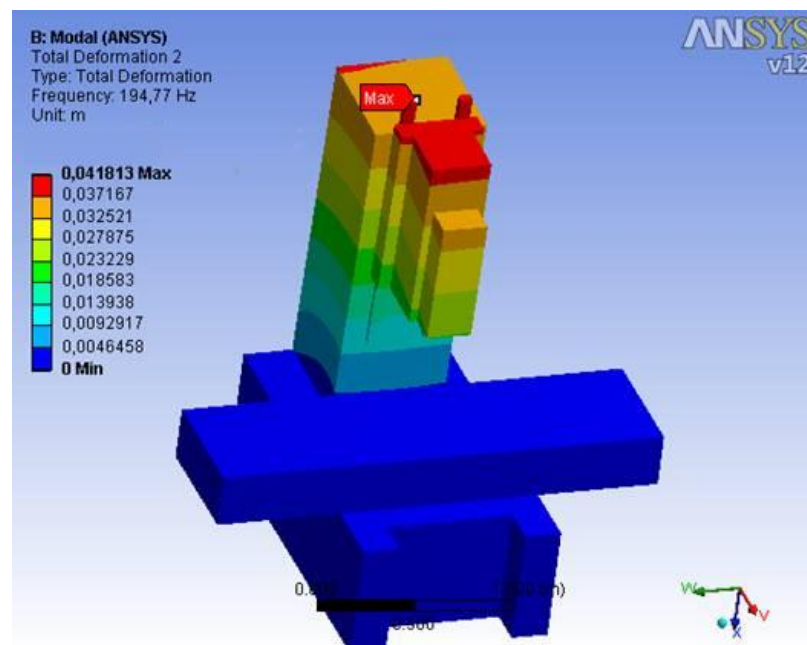 B: Modal (ANSYS)
Total Deformation 2
Type: Total Deformation
Frequency: 194,77 Hz
Unit: m
ANSYS
v12
0,041813 Max
0,037167
0,032521
0,027875
0,023229
0,018583
0,013938
0,0092917
0,0046458
0 Min
Max
X